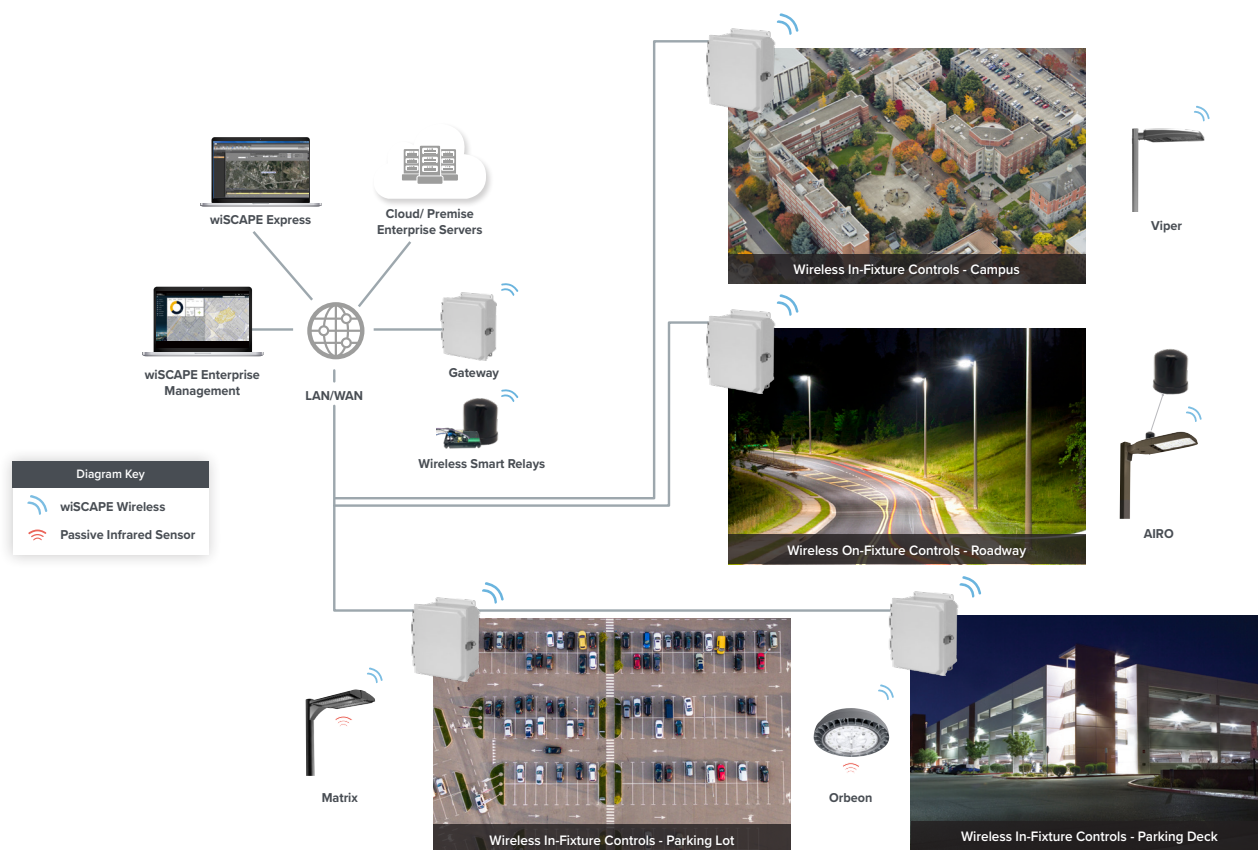 wiSCAPE Express
Cloud/ Premise
Enterprise Servers
wiSCAPE Enterprise
Management
LAN/WAN
Gateway
Wireless Smart Relays
Diagram Key
wiSCAPE Wireless
Passive Infrared Sensor
Wireless In-Fixture Controls - Campus
Viper
Wireless On-Fixture Controls - Roadway
AIRO
Matrix
Wireless In-Fixture Controls - Parking Lot
Orbeon
Wireless In-Fixture Controls - Parking Deck